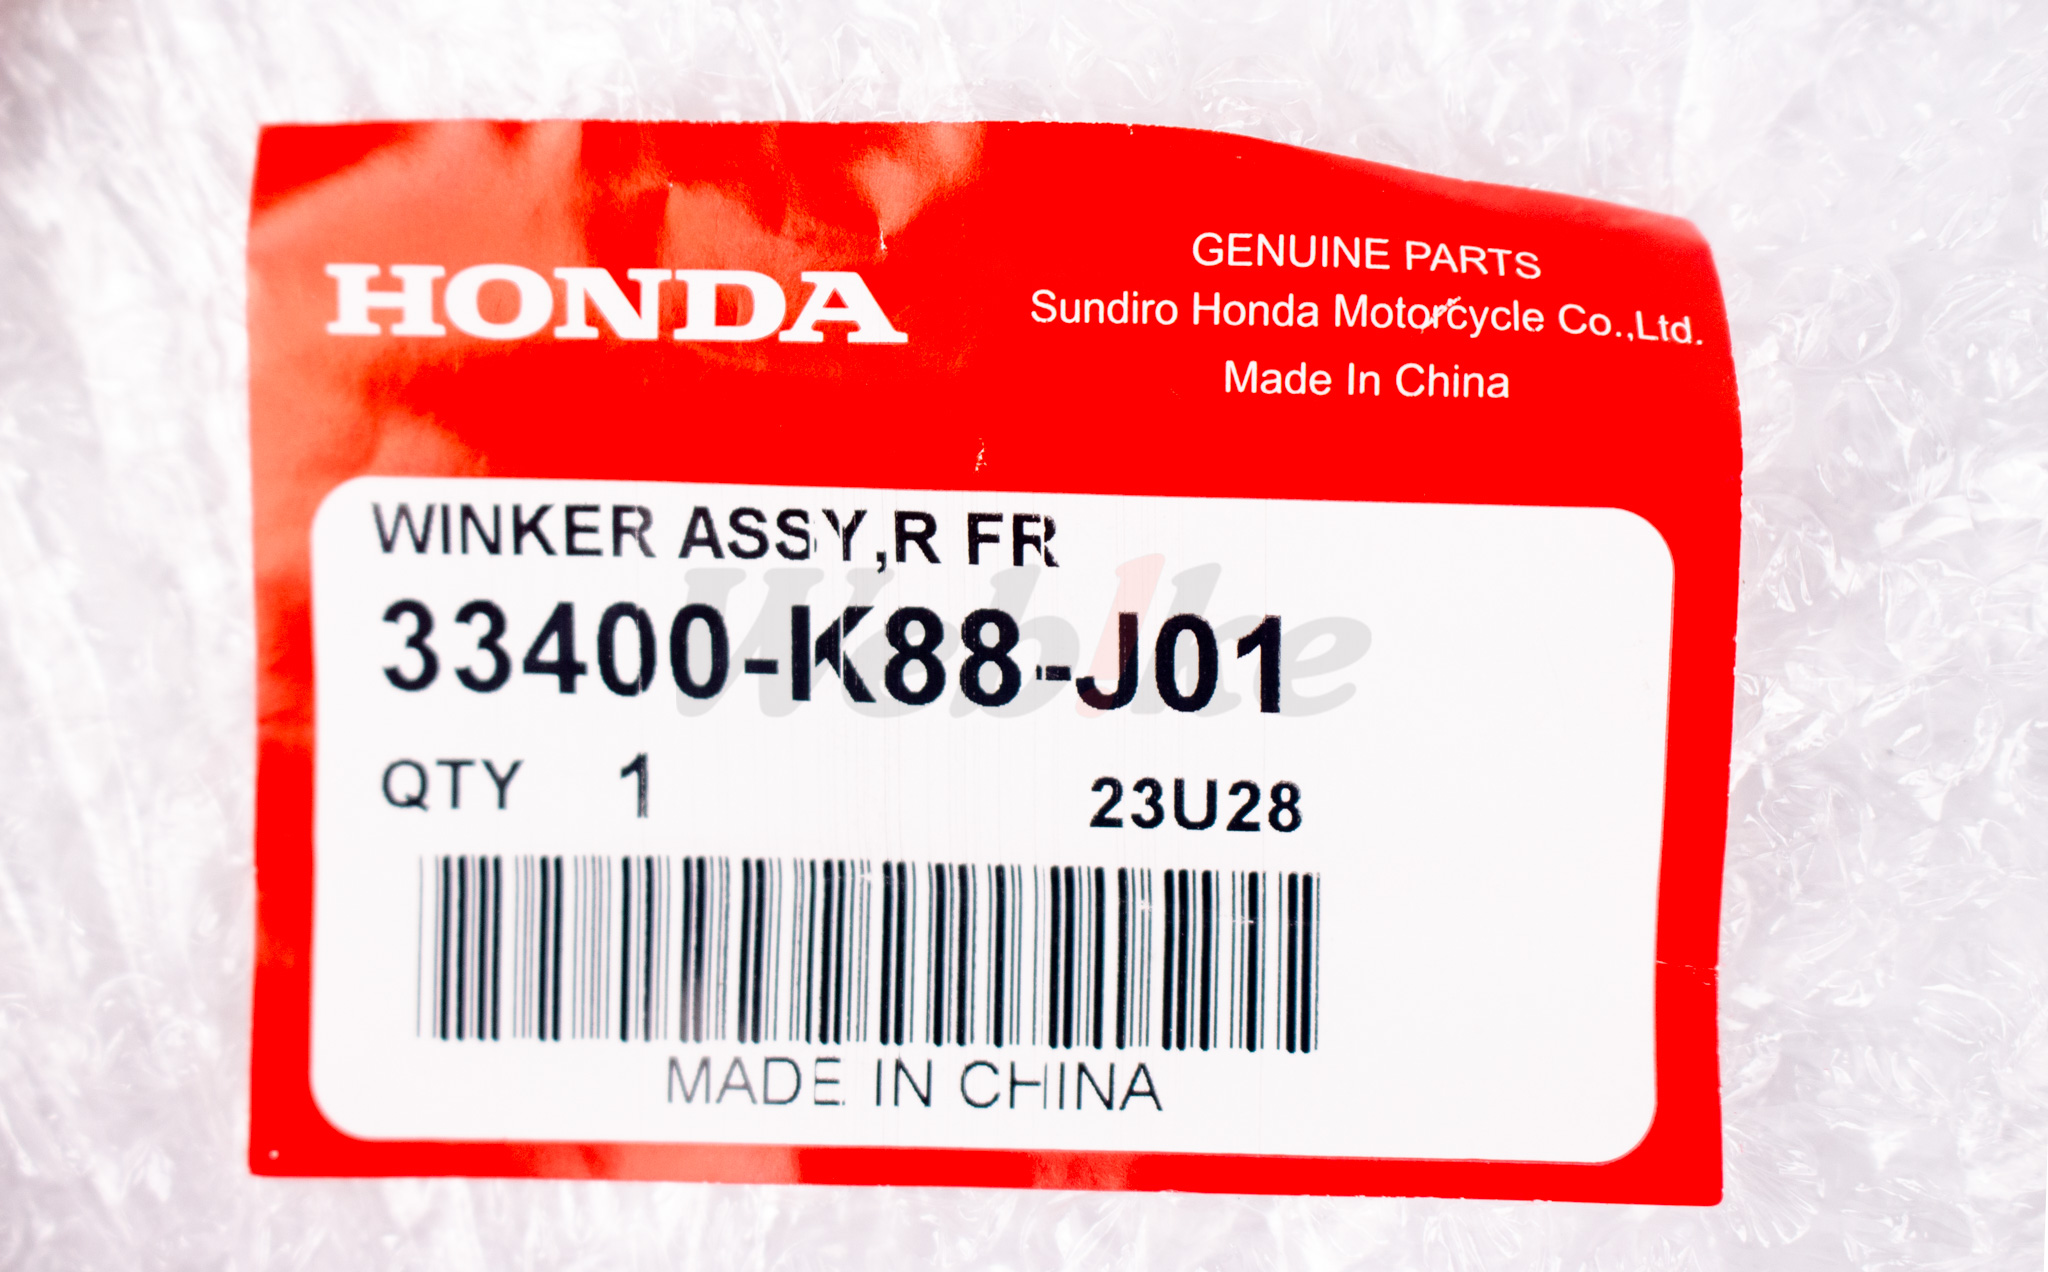 HONDA
GENUINE PARTS
Sundiro Honda Motorcycle Co.,Ltd.
Made In China
WINKER ASSY,R FR
33400-K88-J01
Webike
QTY 1 23U28
MADE IN CHINA